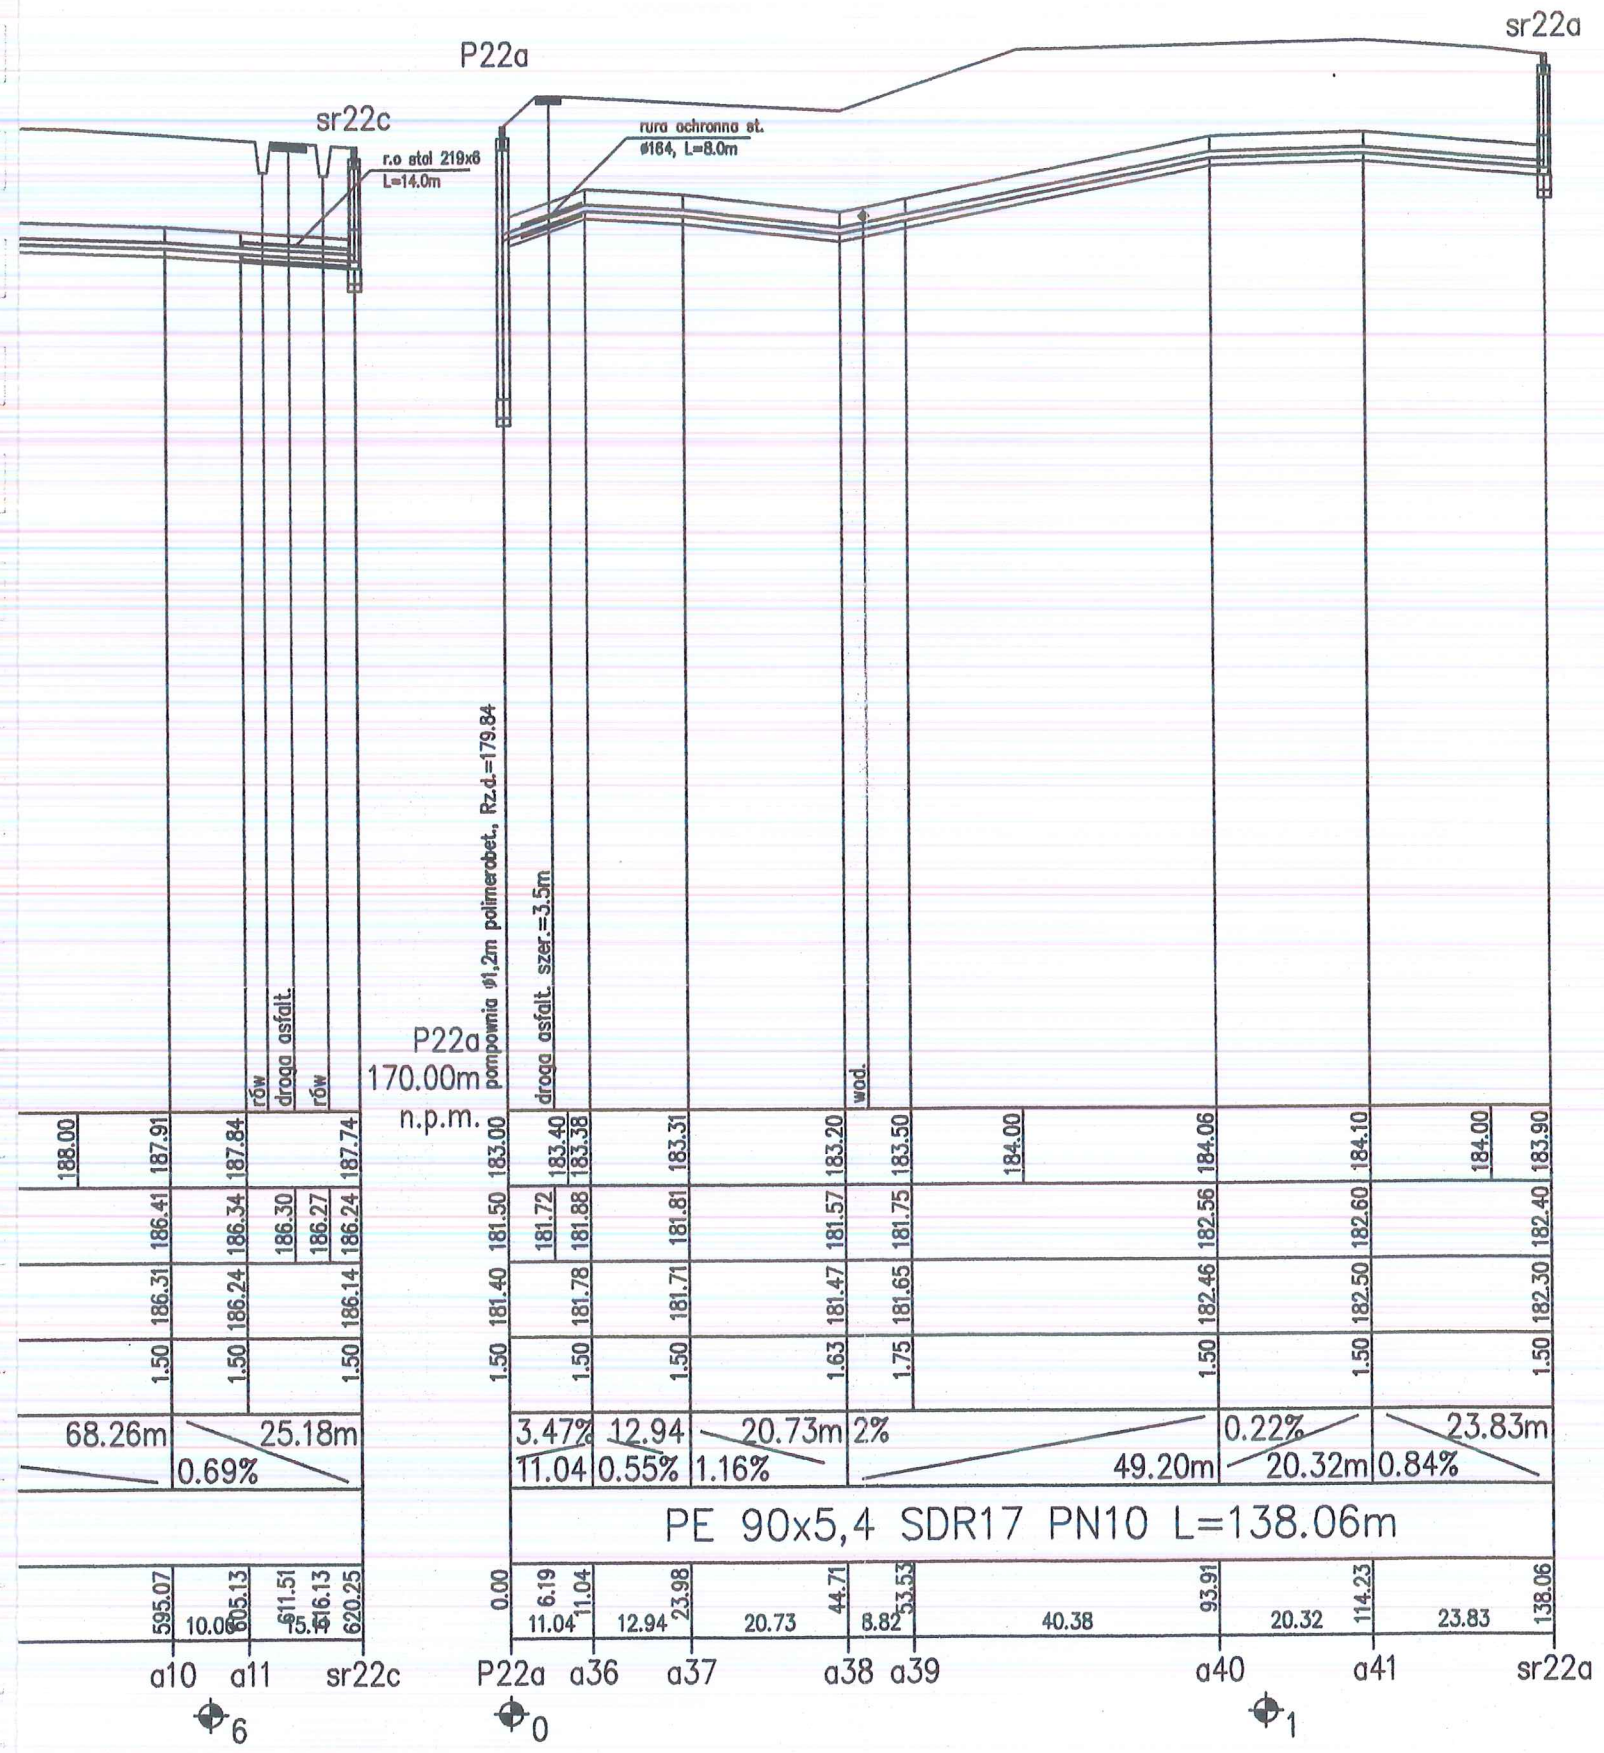 sr22a
P22a
sr22c
rura ochronna st.
ø164, L=8.0m
r.o stal 219x6
L=14.0m
pompownia ø1,2m polimerobet., Rz.d.=179.84
droga asfalt. szer.=3.5m
rów
droga asfalt.
rów
wod.
P22a
170.00m
n.p.m.
188.00 187.91 187.84 187.74 183.00 183.40 183.38 183.31 183.20 183.50 184.00 184.06 184.10 184.00 183.90
186.41 186.34 186.30 186.27 186.24 181.50 181.72 181.88 181.81 181.57 181.75 182.56 182.60 182.40
186.31 186.24 186.14 181.40 181.78 181.71 181.47 181.65 182.46 182.50 182.30
1.50 1.50 1.50 1.50 1.50 1.50 1.63 1.75 1.50 1.50 1.50
68.26m 25.18m 3.47% 12.94 20.73m 2% 0.22% 23.83m
0.69% 11.04 0.55% 1.16% 49.20m 20.32m 0.84%
PE 90x5,4 SDR17 PN10 L=138.06m
595.07 605.13 611.51 616.13 620.25 0.00 6.19 11.04 23.98 44.71 53.53 93.91 114.23 138.06
11.04 12.94 20.73 8.82 40.38 20.32 23.83
a10 a11 sr22c P22a a36 a37 a38 a39 a40 a41 sr22a
6 0 1